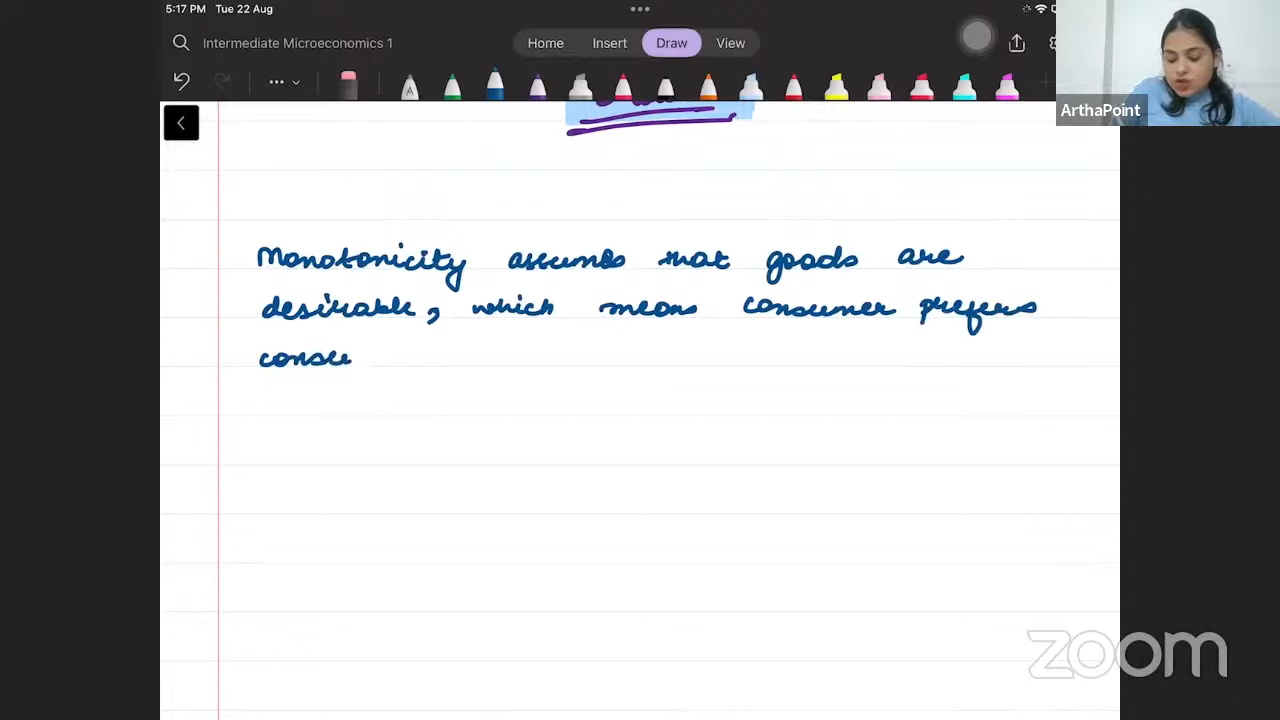 5:17 PM Tue 22 Aug
Intermediate Microeconomics 1
Home Insert Draw View
A
ArthaPoint
Monotonicity assumes that goods are
desirable, which means consumer prefers
consu
zoom